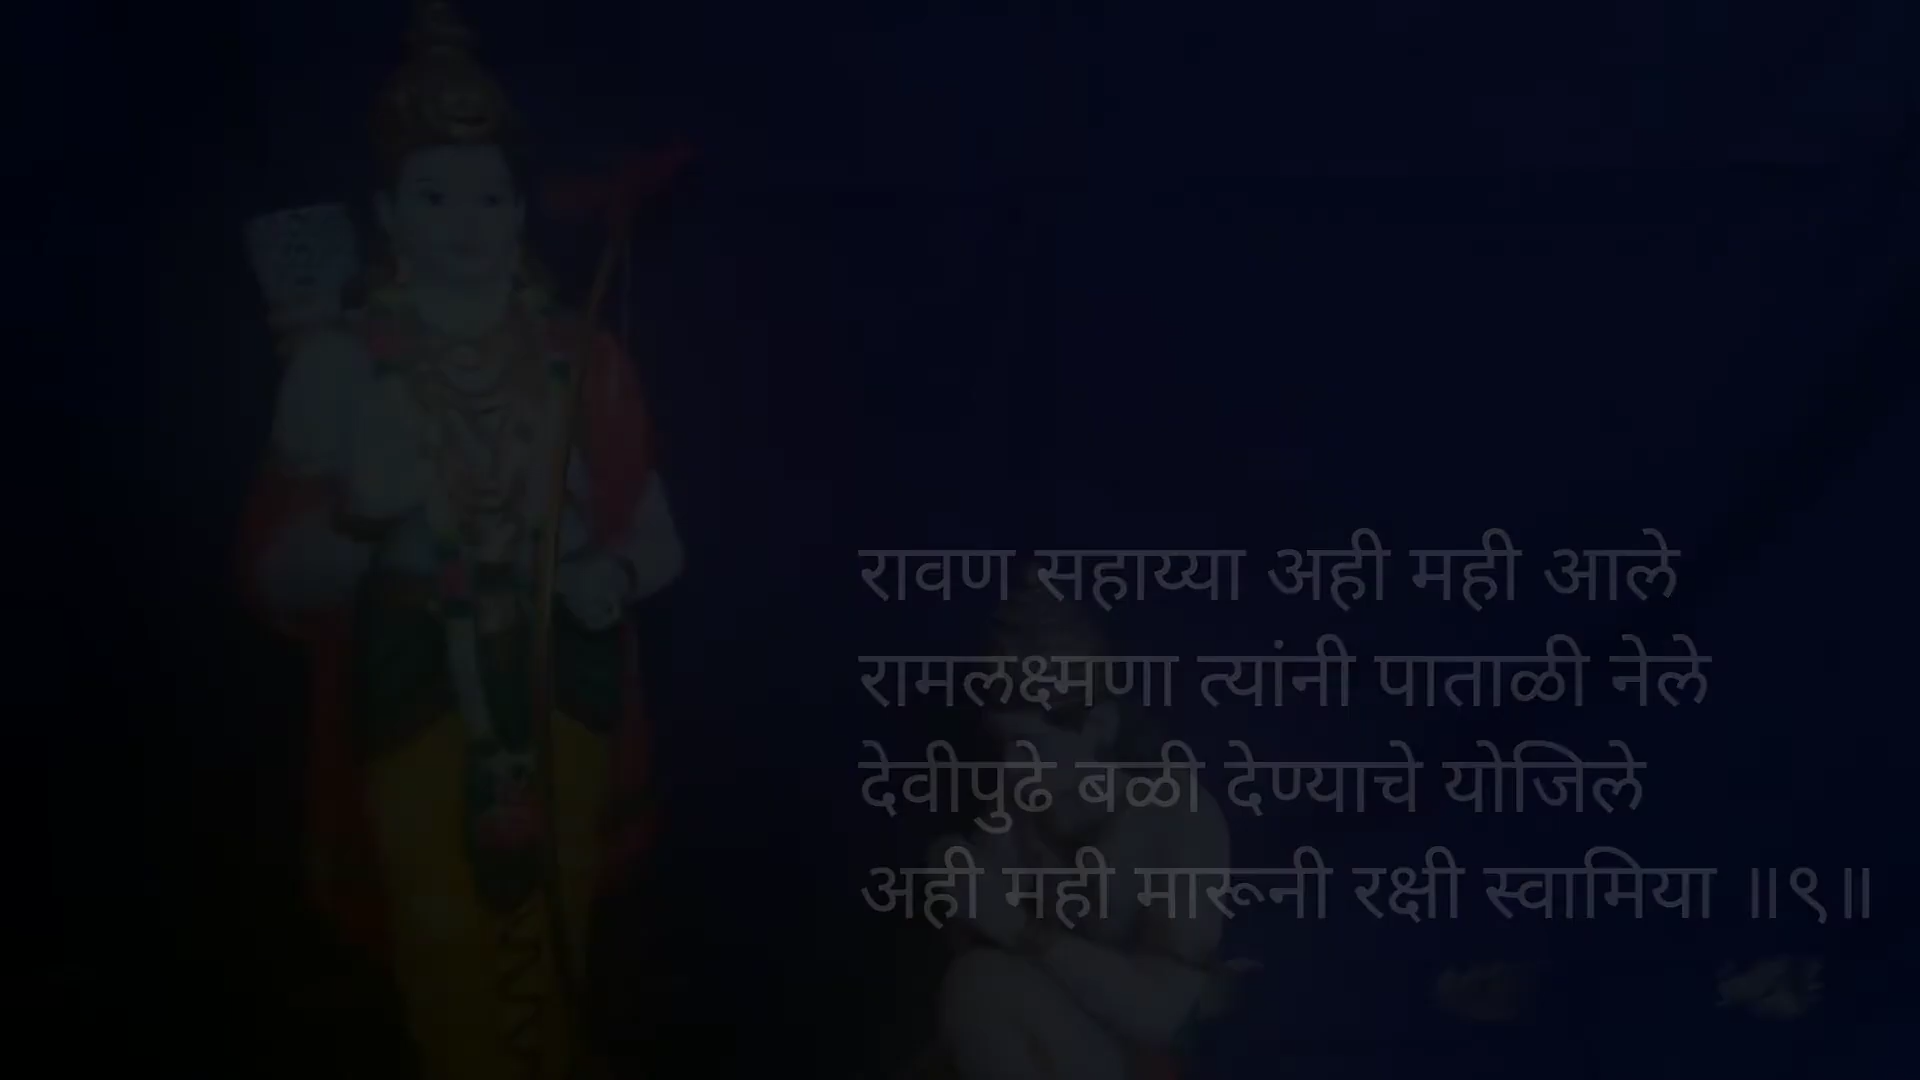 रावण सहाय्या अही मही आले
रामलक्ष्मणा त्यांनी पाताळी नेले
देवीपुढे बळी देण्याचे योजिले
अही मही मारूनी रक्षी स्वामिया ॥९॥